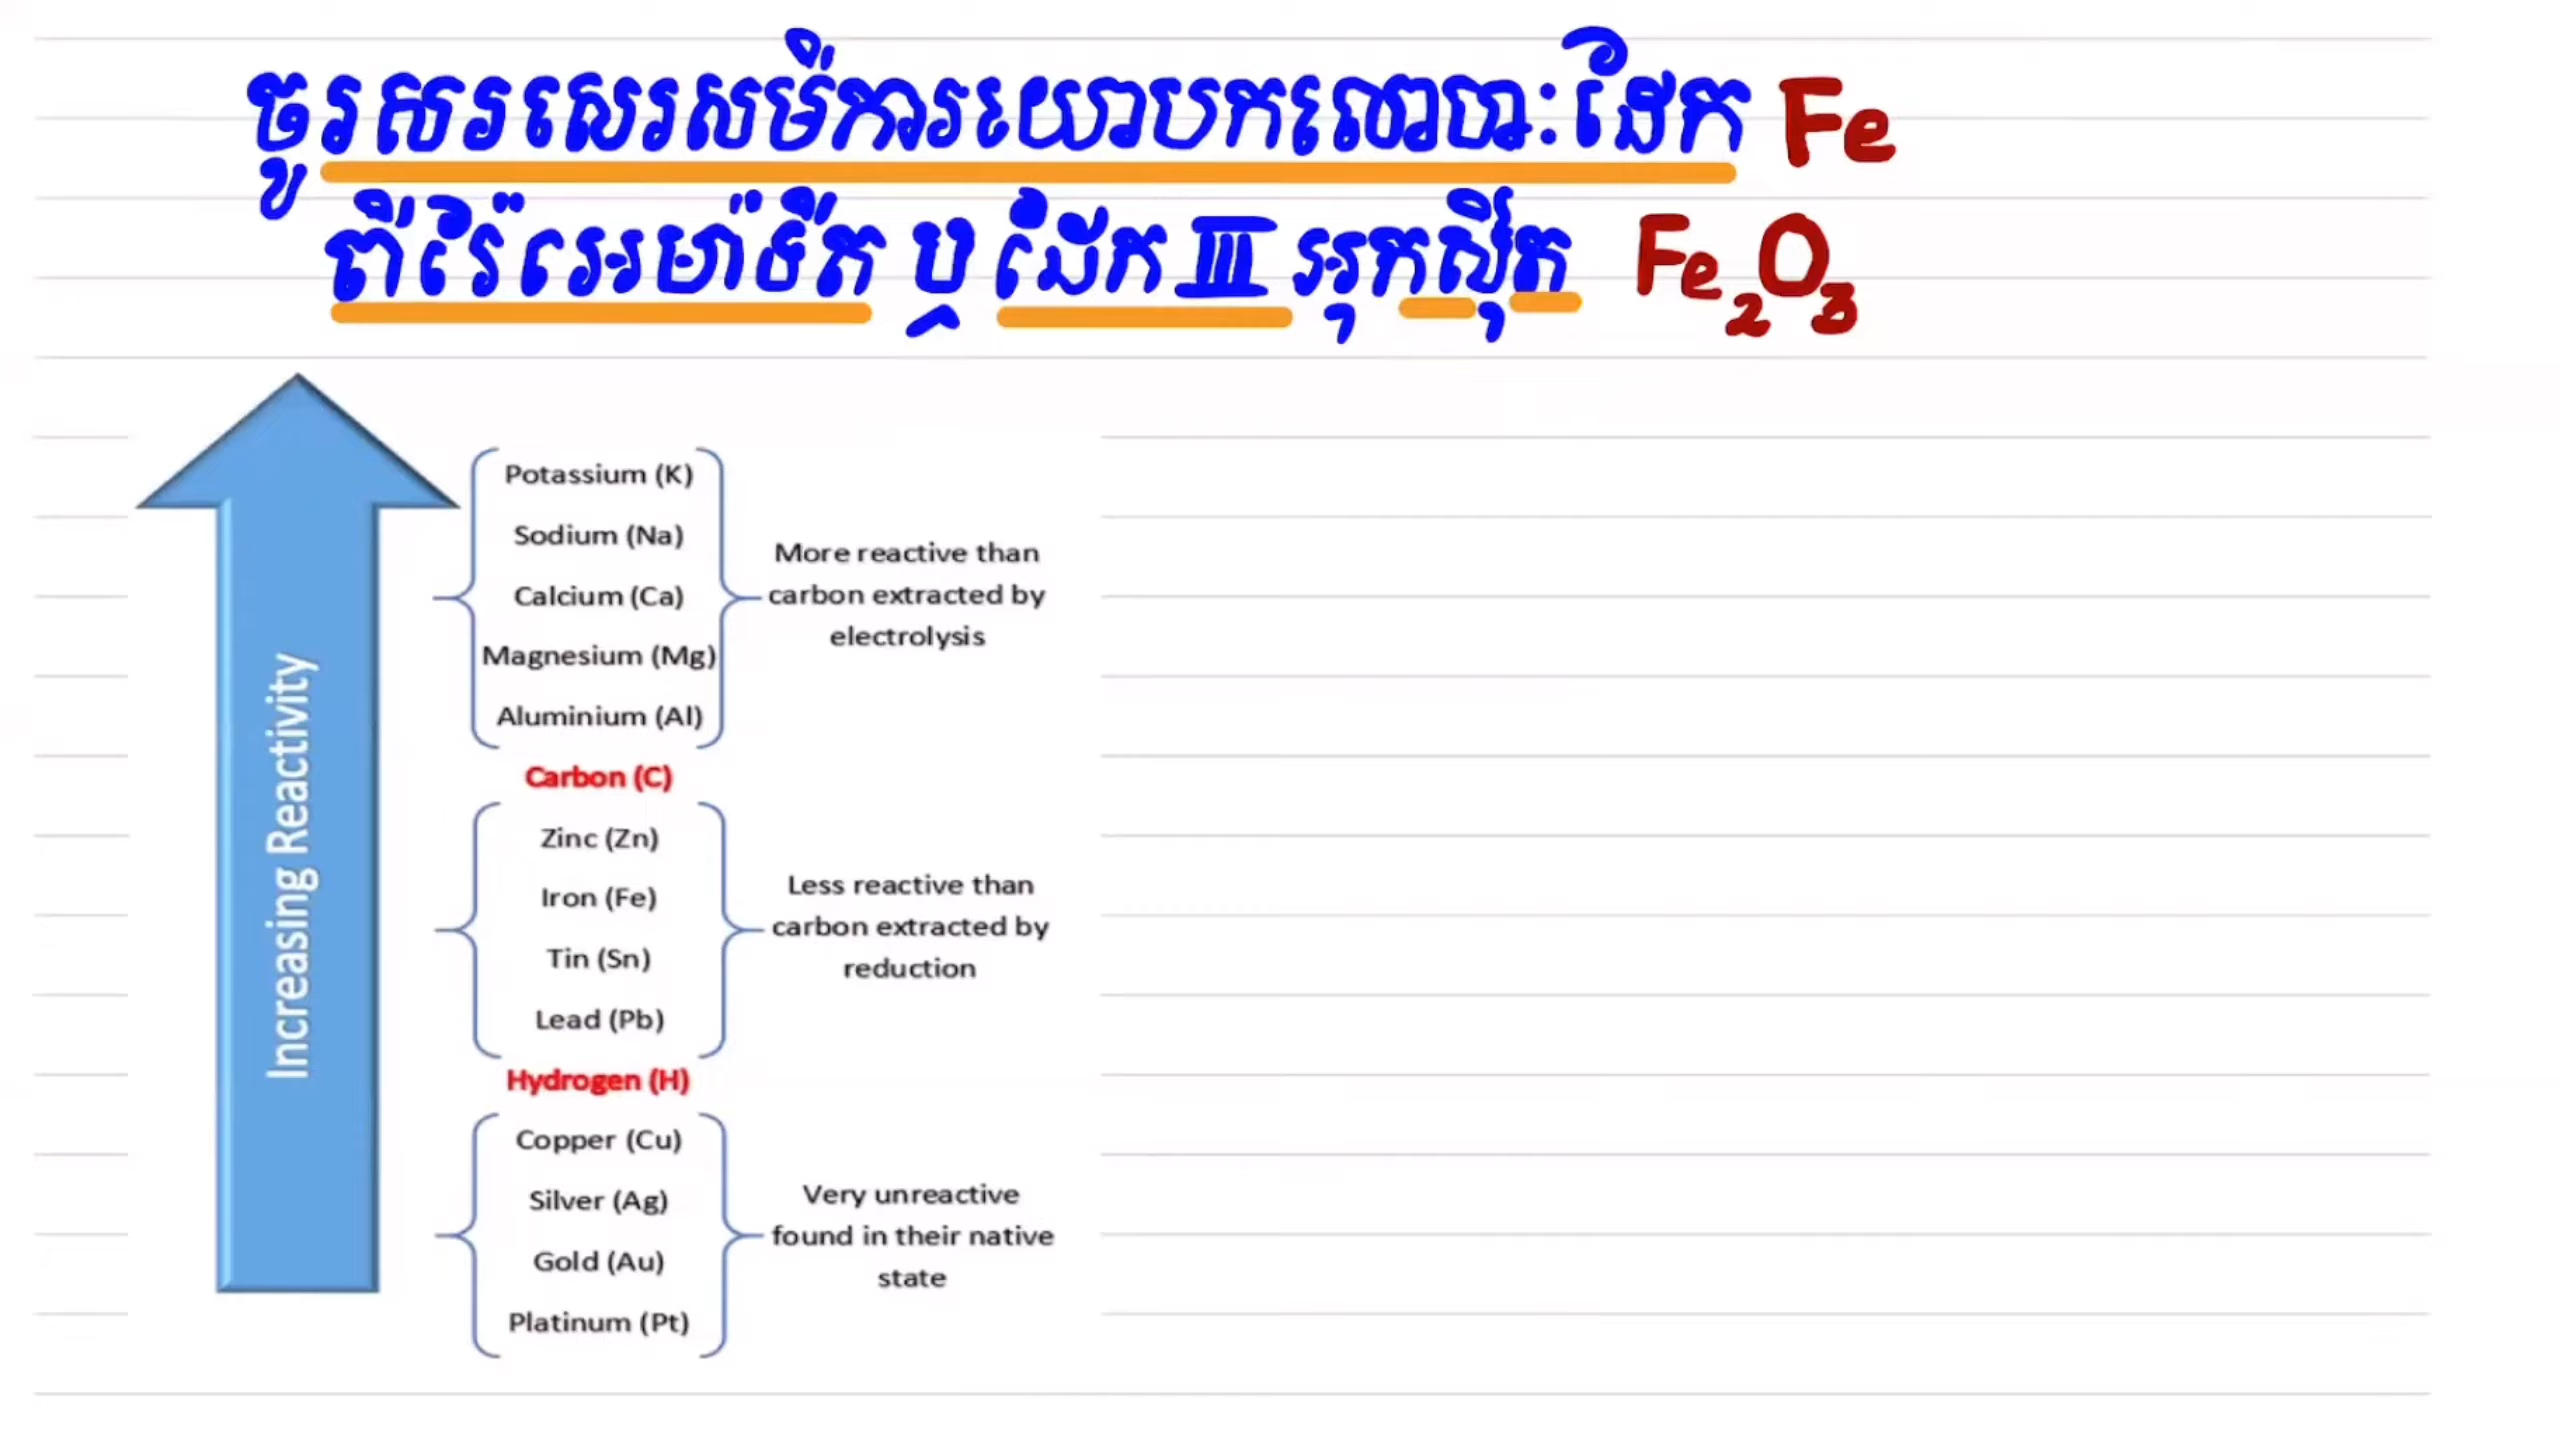 ចូរសរសេរសមីការយោបកលោហៈដែក Fe
ពីរ៉ែអេម៉ាទីត ឬ ដែក III អុកស៊ីត Fe₂O₃
Increasing Reactivity
Potassium (K)
Sodium (Na)
Calcium (Ca)
Magnesium (Mg)
Aluminium (Al)
More reactive than
carbon extracted by
electrolysis
Carbon (C)
Zinc (Zn)
Iron (Fe)
Tin (Sn)
Lead (Pb)
Less reactive than
carbon extracted by
reduction
Hydrogen (H)
Copper (Cu)
Silver (Ag)
Gold (Au)
Platinum (Pt)
Very unreactive
found in their native
state